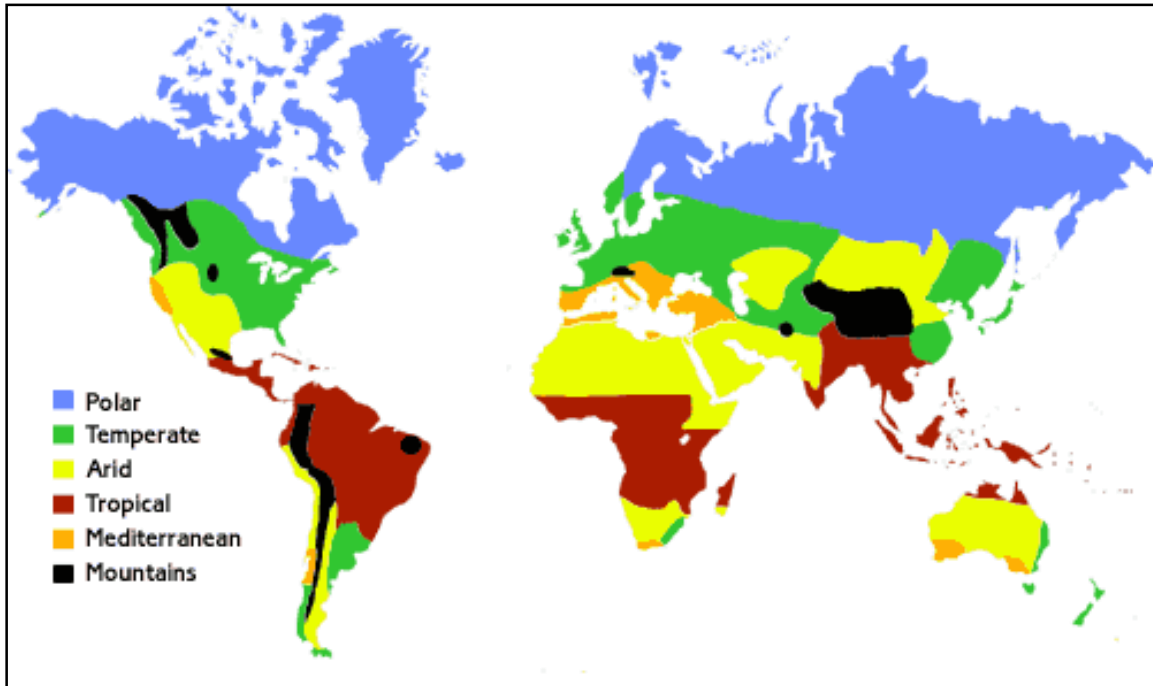 Polar
Temperate
Arid
Tropical
Mediterranean
Mountains